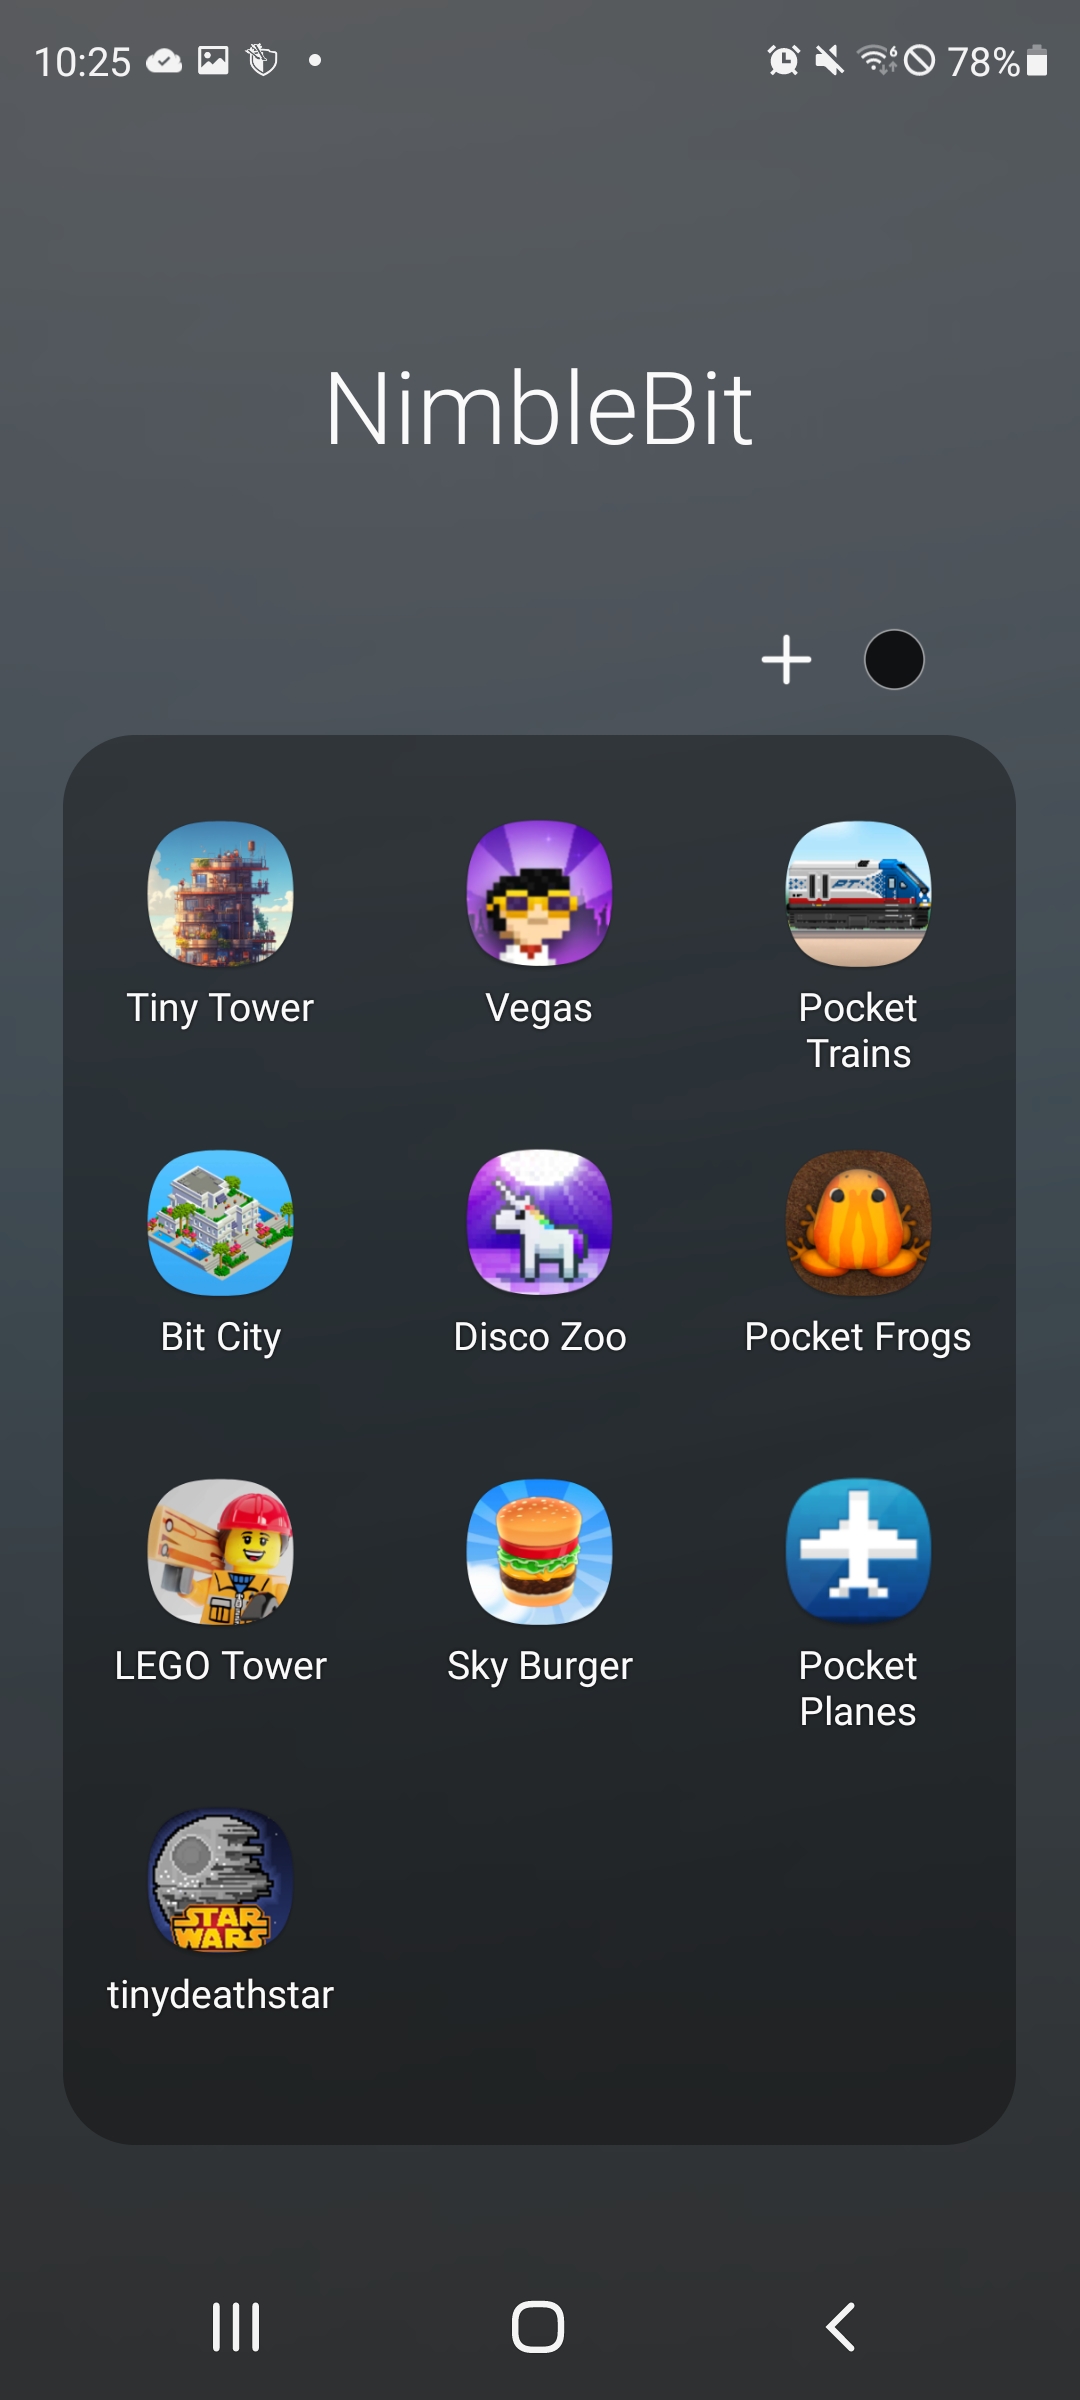 10:25 78%
NimbleBit
Tiny Tower
Vegas
Pocket
Trains
Bit City
Disco Zoo
Pocket Frogs
LEGO Tower
Sky Burger
Pocket
Planes
STAR
WARS
tinydeathstar